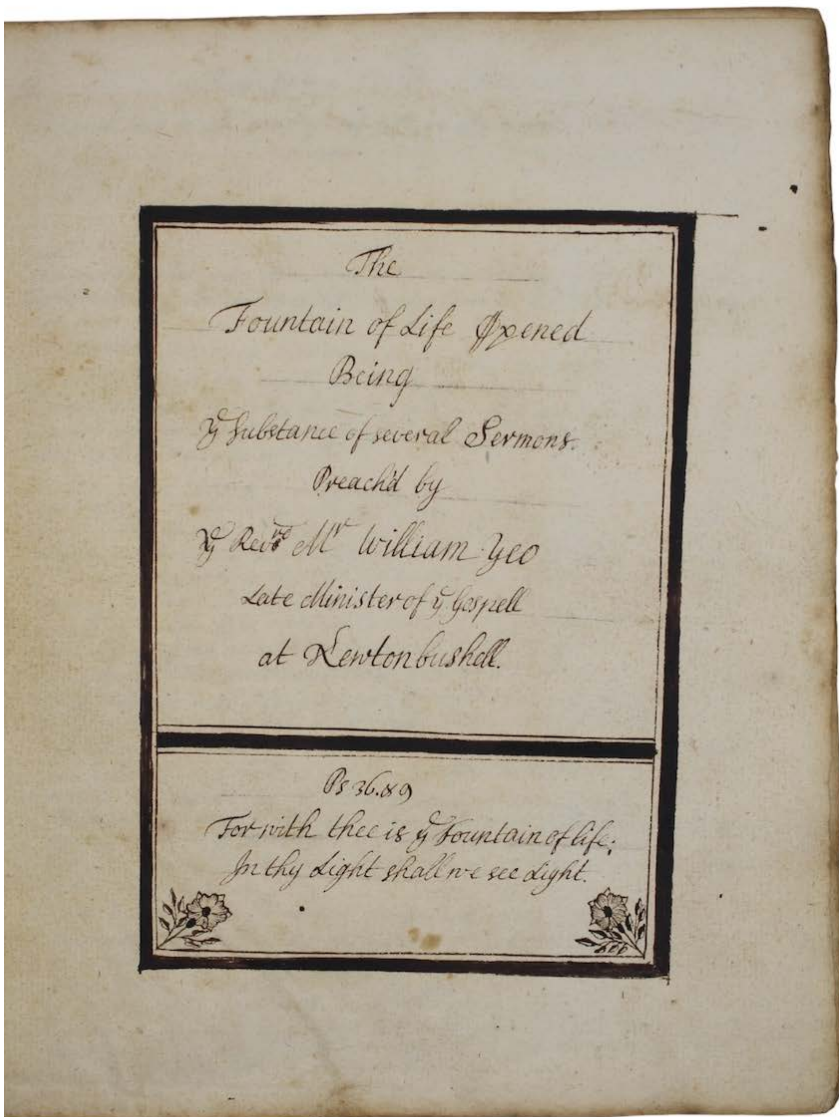 The
Fountain of Life Opened
Being
yᵉ Substance of several Sermons.
Preach'd by
yᵉ Revᵈ Mʳ William Yeo
Late Minister of yᵉ Gospell
at Newtonbushell.
Ps 36.89
For with thee is yᵉ Fountain of life;
In thy Light shall we see Light.